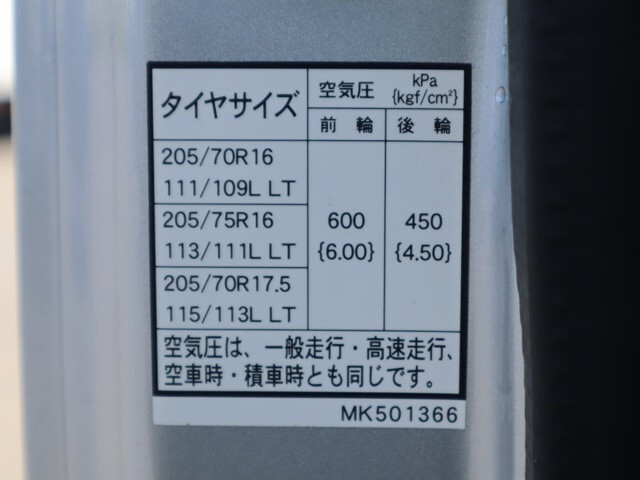 タイヤサイズ
空気圧 kPa
{kgf/cm²}
前輪 後輪
205/70R16
111/109L LT
205/75R16
113/111L LT
205/70R17.5
115/113L LT
600 450
{6.00} {4.50}
空気圧は、一般走行・高速走行、
空車時・積車時とも同じです。
MK501366